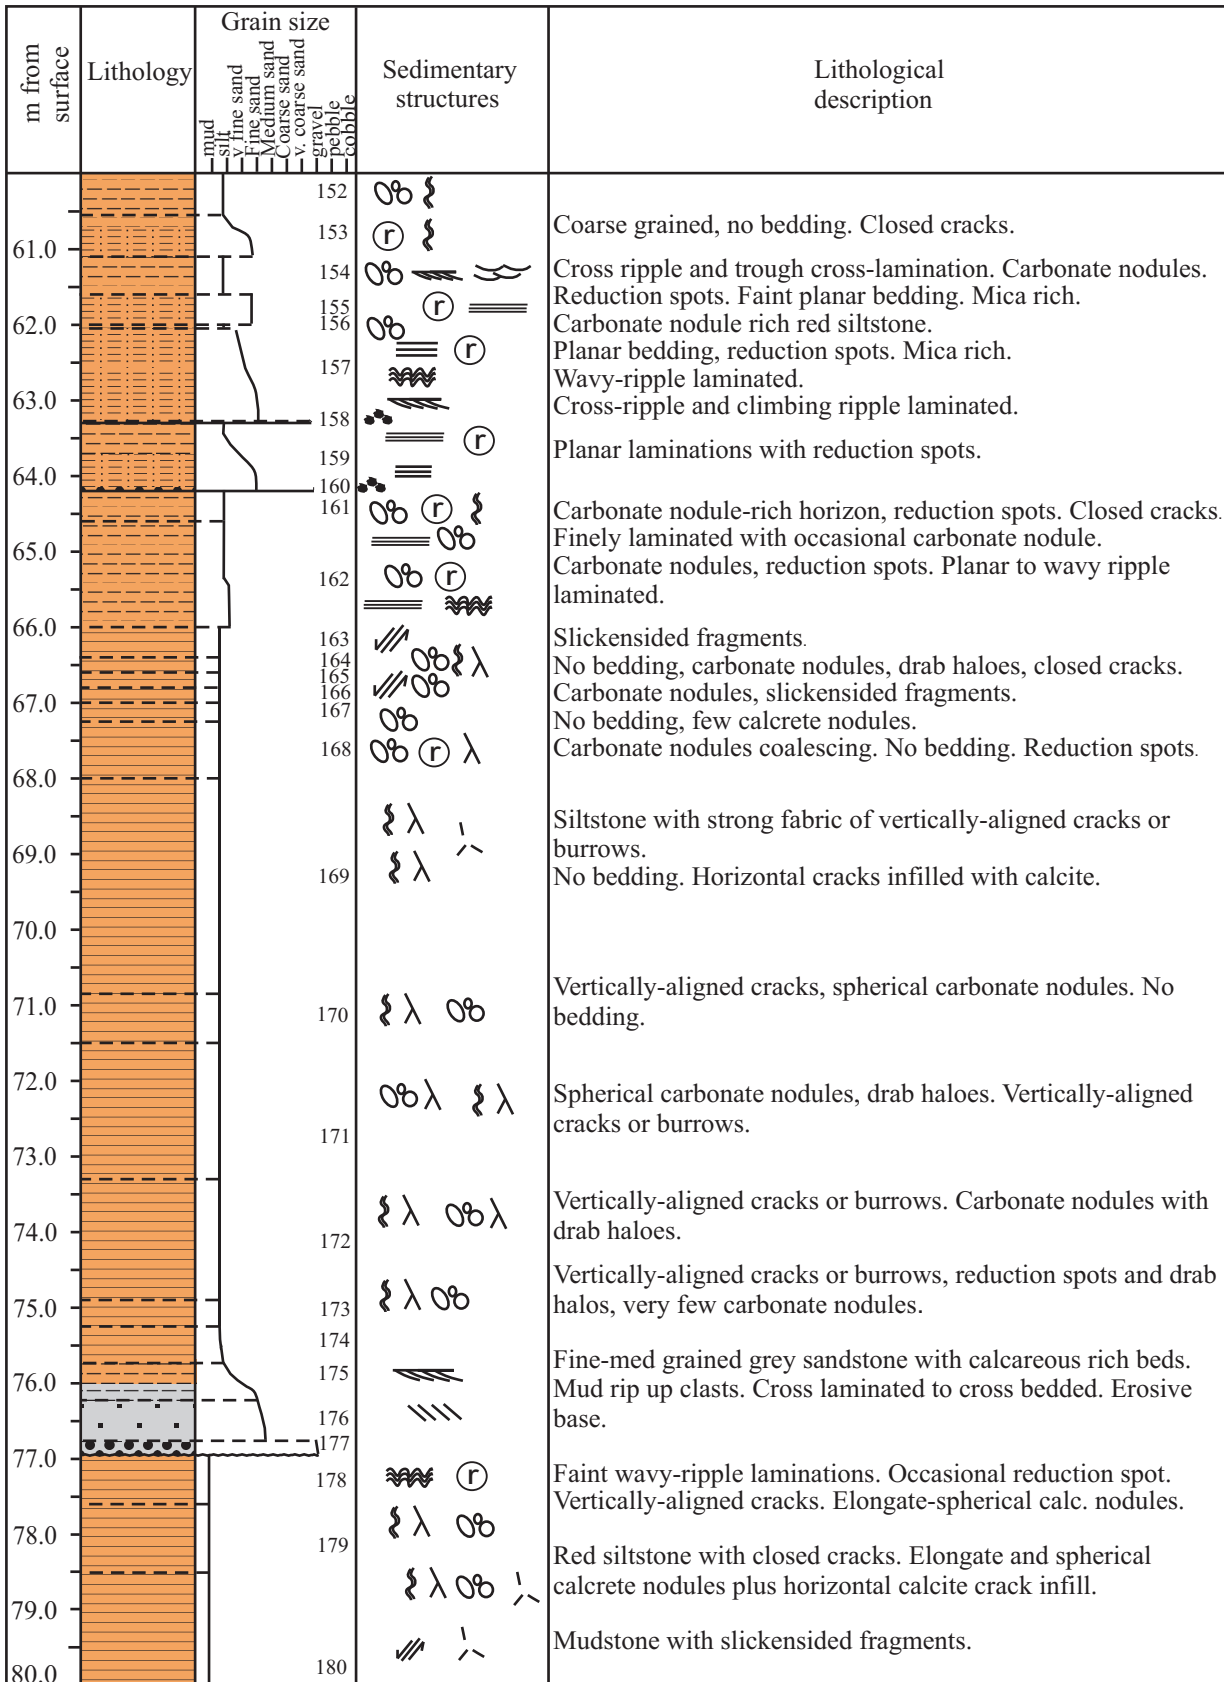 m from
surface
Lithology
Grain size
mud
silt
v fine sand
Fine sand
Medium sand
Coarse sand
v. coarse sand
gravel
pebble
cobble
Sedimentary
structures
Lithological
description
152
153
Coarse grained, no bedding. Closed cracks.
r
61.0
154
Cross ripple and trough cross-lamination. Carbonate nodules.
155
r
Reduction spots. Faint planar bedding. Mica rich.
62.0
156
Carbonate nodule rich red siltstone.
r
Planar bedding, reduction spots. Mica rich.
157
Wavy-ripple laminated.
63.0
Cross-ripple and climbing ripple laminated.
158
r
Planar laminations with reduction spots.
159
64.0
160
161
r
Carbonate nodule-rich horizon, reduction spots. Closed cracks.
Finely laminated with occasional carbonate nodule.
65.0
162
r
Carbonate nodules, reduction spots. Planar to wavy ripple
laminated.
66.0
163
Slickensided fragments.
164
No bedding, carbonate nodules, drab haloes, closed cracks.
165
166
Carbonate nodules, slickensided fragments.
67.0
167
No bedding, few calcrete nodules.
168
r
Carbonate nodules coalescing. No bedding. Reduction spots.
68.0
Siltstone with strong fabric of vertically-aligned cracks or
burrows.
69.0
169
No bedding. Horizontal cracks infilled with calcite.
70.0
Vertically-aligned cracks, spherical carbonate nodules. No
bedding.
71.0
170
72.0
Spherical carbonate nodules, drab haloes. Vertically-aligned
cracks or burrows.
171
73.0
Vertically-aligned cracks or burrows. Carbonate nodules with
drab haloes.
74.0
172
Vertically-aligned cracks or burrows, reduction spots and drab
halos, very few carbonate nodules.
75.0
173
174
Fine-med grained grey sandstone with calcareous rich beds.
175
76.0
Mud rip up clasts. Cross laminated to cross bedded. Erosive
base.
176
177
77.0
178
r
Faint wavy-ripple laminations. Occasional reduction spot.
Vertically-aligned cracks. Elongate-spherical calc. nodules.
78.0
179
Red siltstone with closed cracks. Elongate and spherical
calcrete nodules plus horizontal calcite crack infill.
79.0
Mudstone with slickensided fragments.
180
80.0